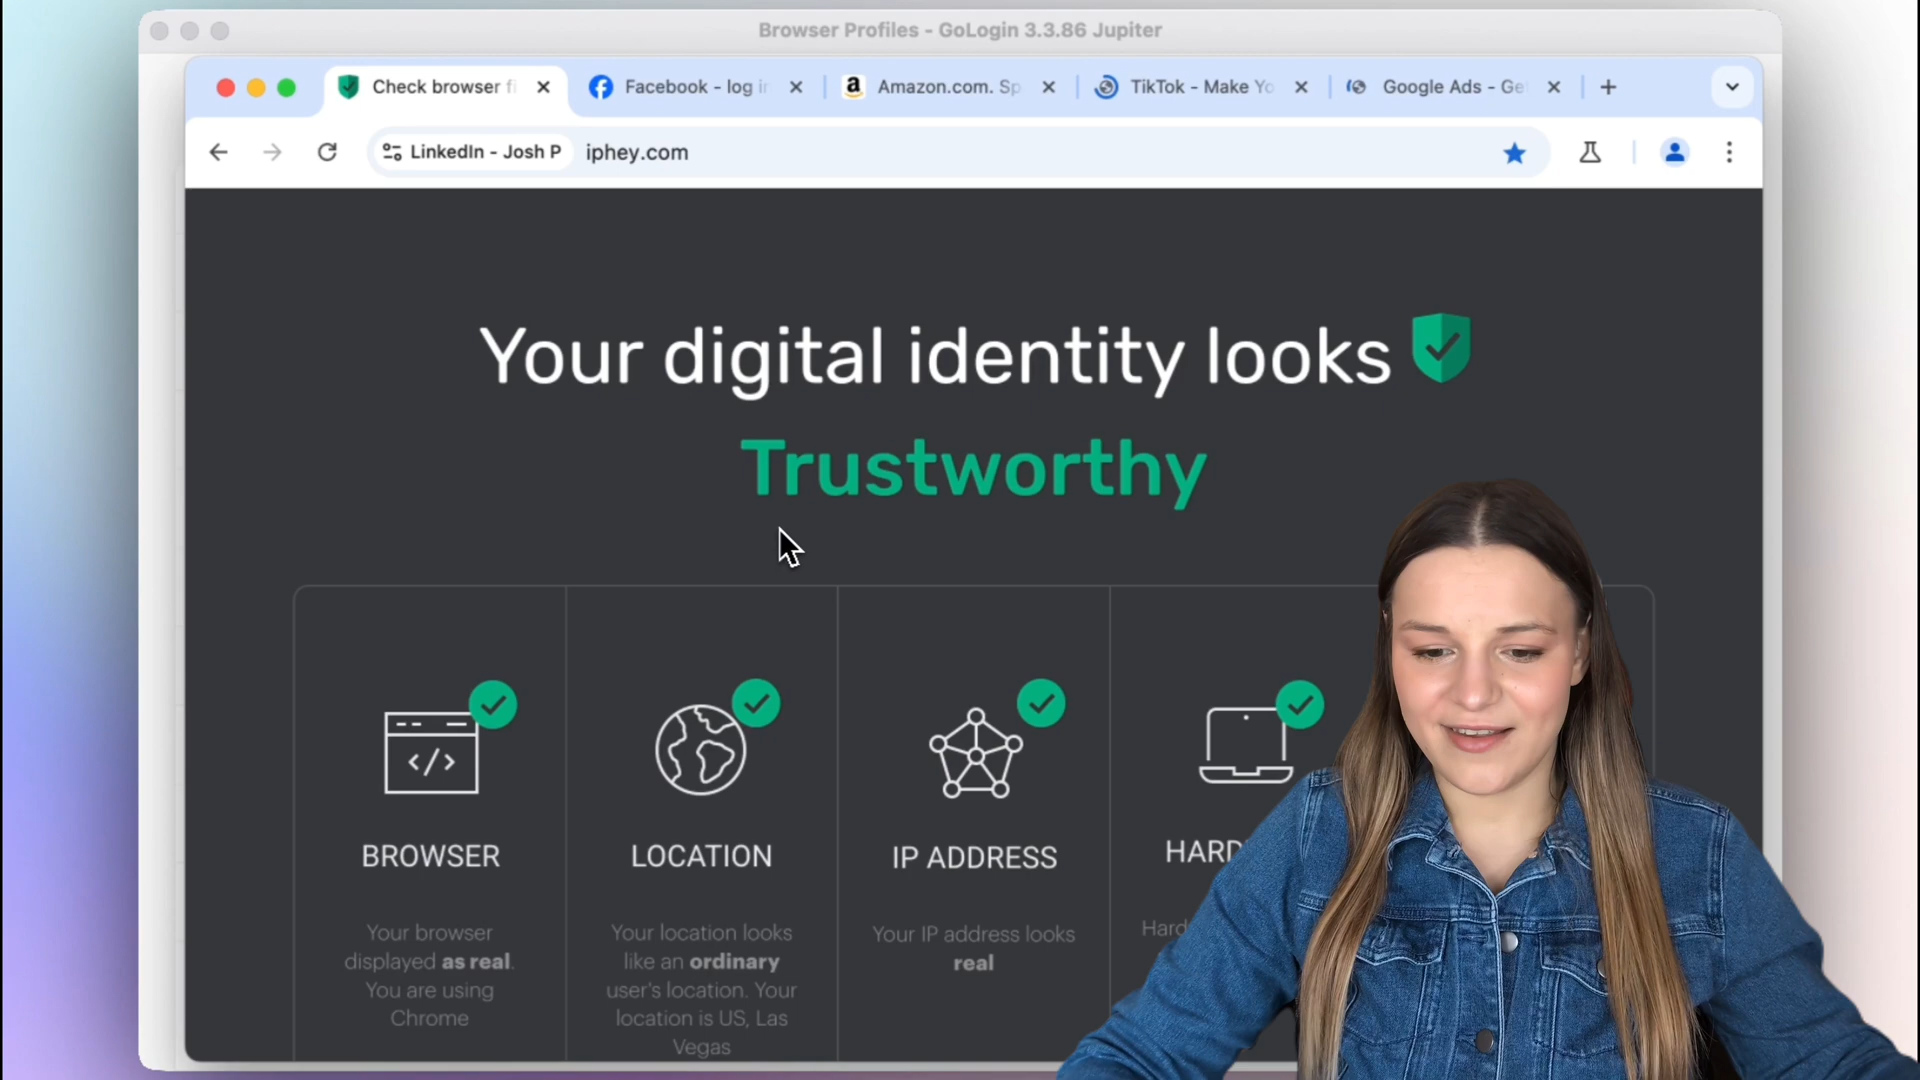 Browser Profiles - GoLogin 3.3.86 Jupiter
Check browser fi
Facebook - log in
Amazon.com. Sp
TikTok - Make Yo
Google Ads - Ge
LinkedIn - Josh P
iphey.com
Your digital identity looks
Trustworthy
BROWSER
Your browser
displayed as real.
You are using
Chrome
LOCATION
Your location looks
like an ordinary
user's location. Your
location is US, Las
Vegas
IP ADDRESS
Your IP address looks
real
HARD
Hard